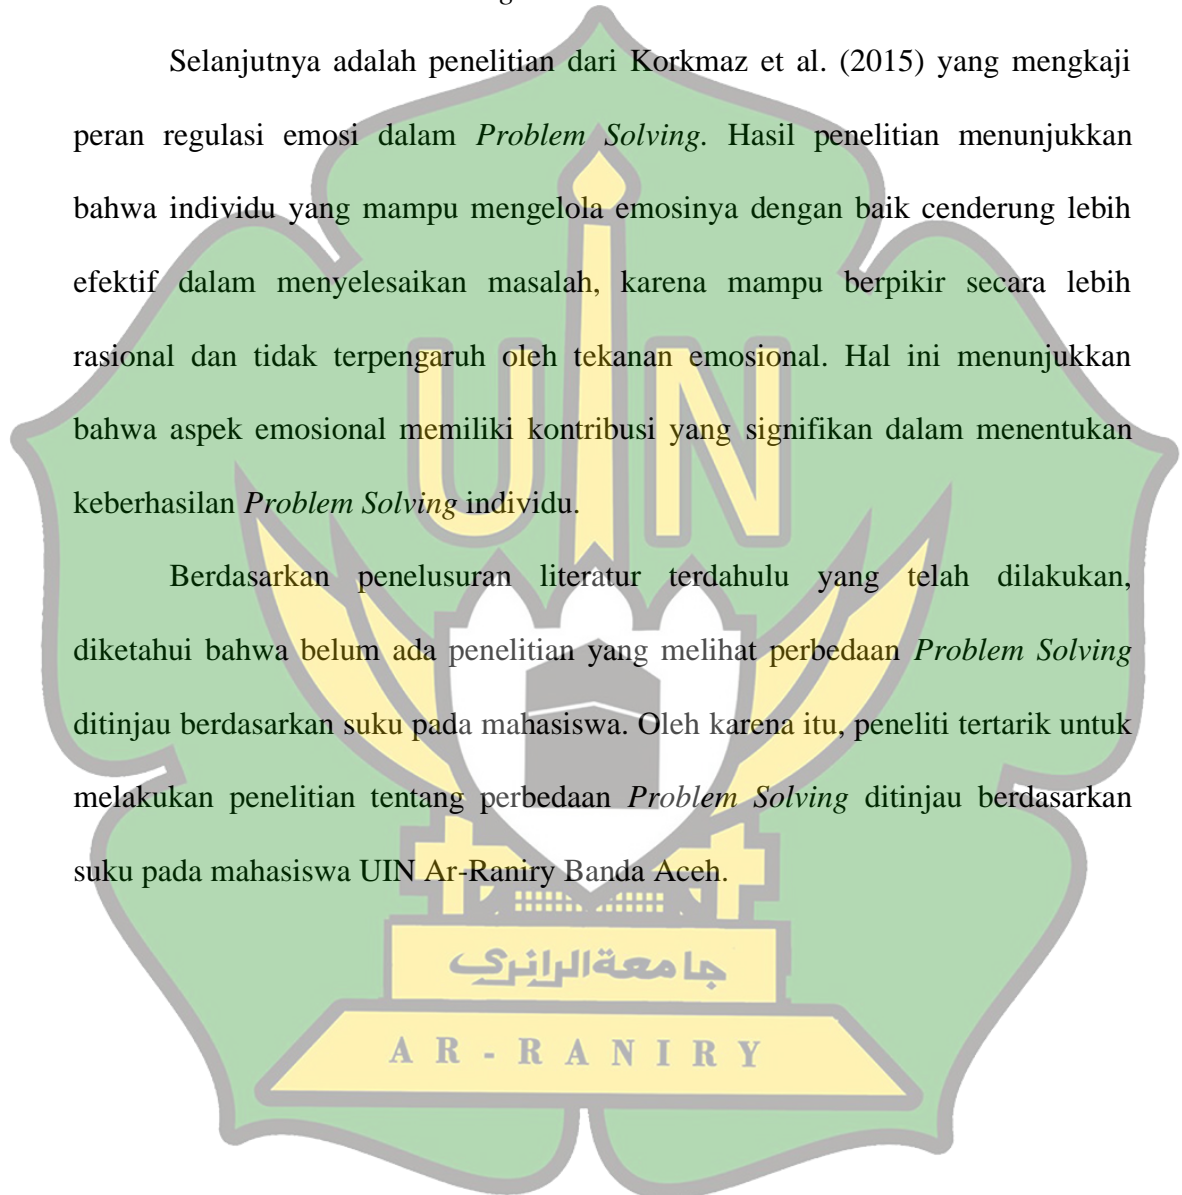 Selanjutnya adalah penelitian dari Korkmaz et al. (2015) yang mengkaji
peran regulasi emosi dalam Problem Solving. Hasil penelitian menunjukkan
bahwa individu yang mampu mengelola emosinya dengan baik cenderung lebih
efektif dalam menyelesaikan masalah, karena mampu berpikir secara lebih
rasional dan tidak terpengaruh oleh tekanan emosional. Hal ini menunjukkan
bahwa aspek emosional memiliki kontribusi yang signifikan dalam menentukan
keberhasilan Problem Solving individu.
Berdasarkan penelusuran literatur terdahulu yang telah dilakukan,
diketahui bahwa belum ada penelitian yang melihat perbedaan Problem Solving
ditinjau berdasarkan suku pada mahasiswa. Oleh karena itu, peneliti tertarik untuk
melakukan penelitian tentang perbedaan Problem Solving ditinjau berdasarkan
suku pada mahasiswa UIN Ar-Raniry Banda Aceh.
UIN
جامعةالرانري
AR-RANIRY